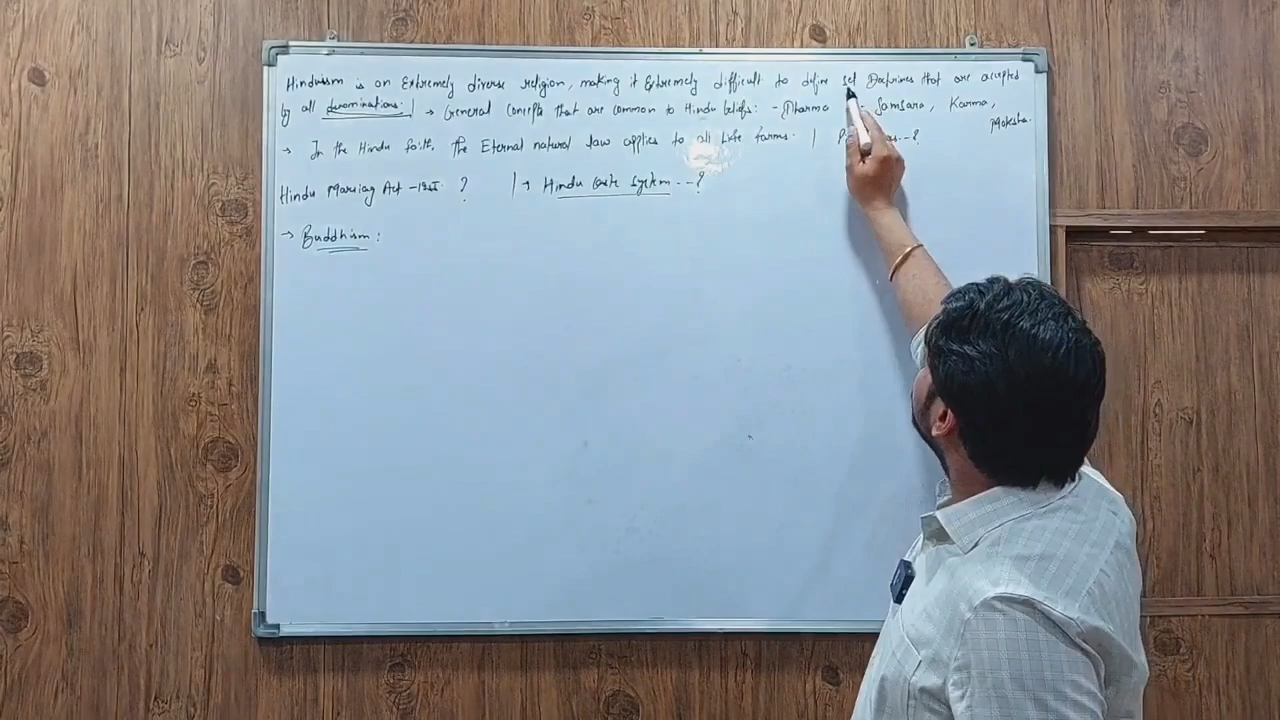 Hinduism is an Extremely diverse religion, making it Extremely difficult to define set Doctrines that are accepted
by all denominations. | → General concepts that are common to Hindu beliefs: - Dharma Samsara, Karma,
Moksha.
→ In the Hindu faith, the Eternal natural law applies to all Life forms. |
Hindu Marriag Act - ? | → Hindu Caste System - - ?
→ Buddhism :